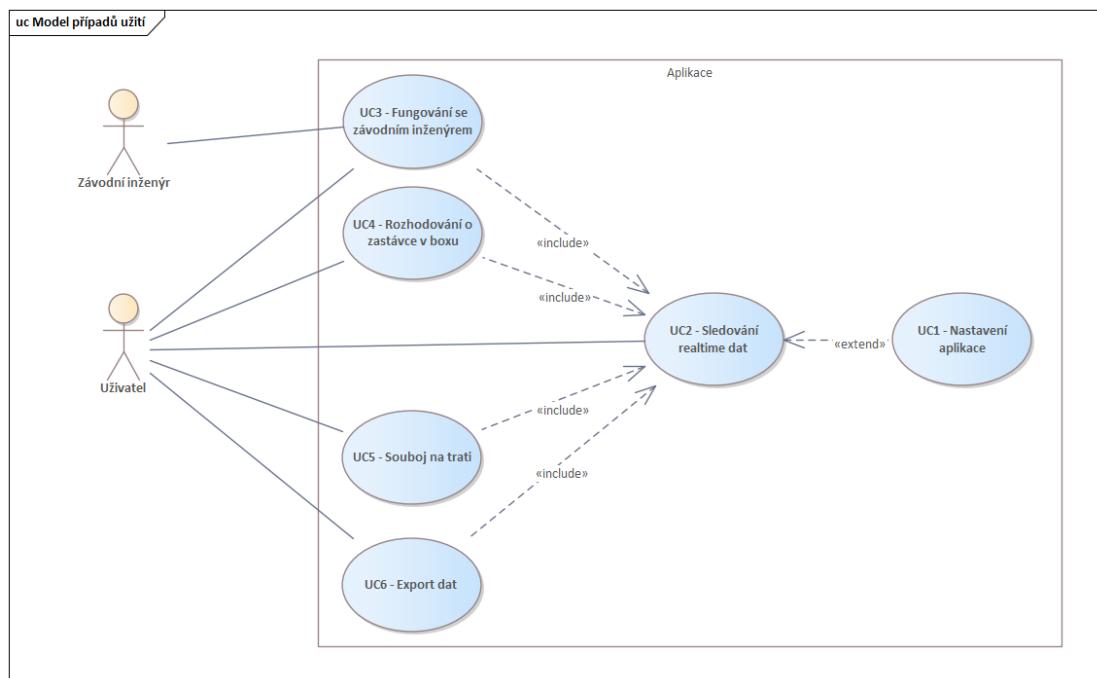 uc Model případů užití
Aplikace
UC3 - Fungování se
závodním inženýrem
Závodní inženýr
UC4 - Rozhodování o
zastávce v boxu
«include»
«include»
UC2 - Sledování
realtime dat
UC1 - Nastavení
aplikace
«extend»
Uživatel
«include»
UC5 - Souboj na trati
«include»
UC6 - Export dat